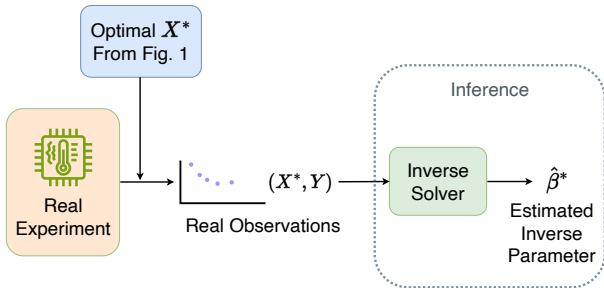 Optimal X*
From Fig. 1
Inference
Real
Experiment
(X*, Y)
Real Observations
Inverse
Solver
β̂*
Estimated
Inverse
Parameter